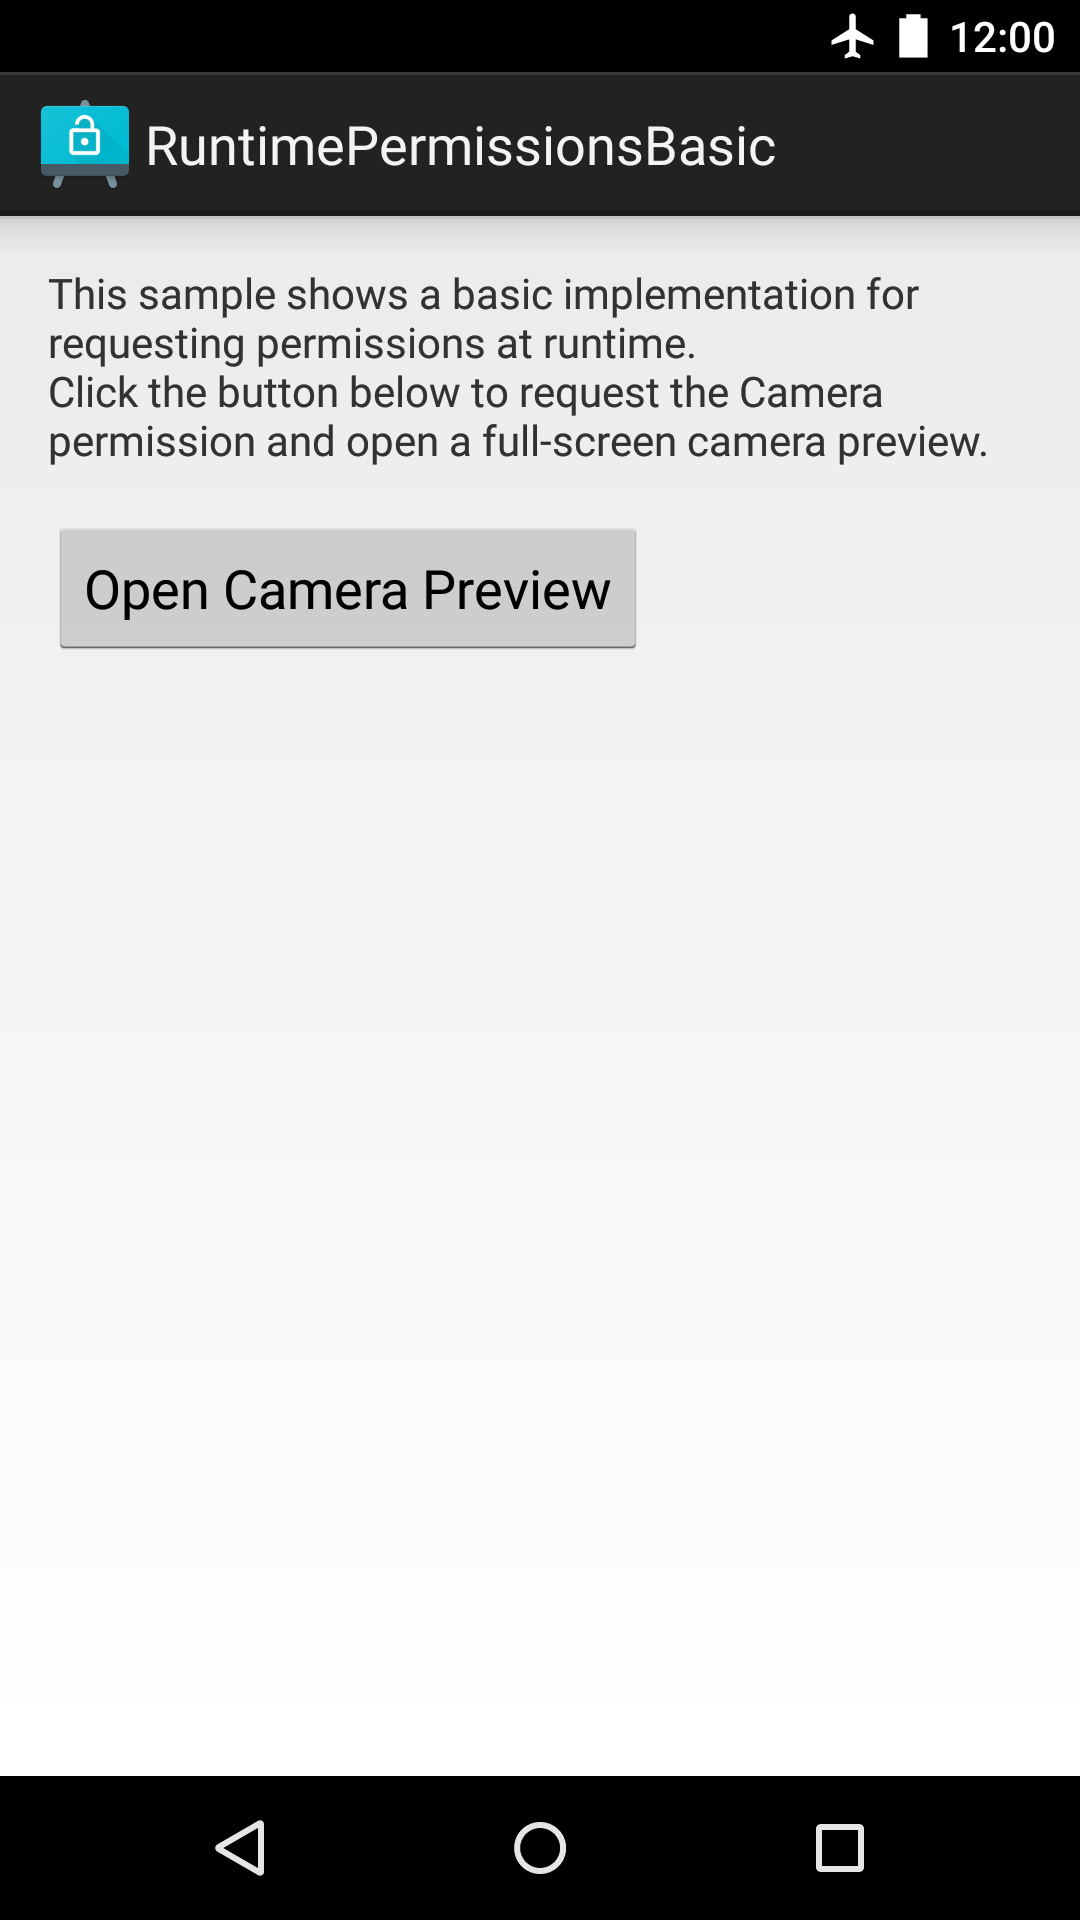 12:00
RuntimePermissionsBasic
This sample shows a basic implementation for
requesting permissions at runtime.
Click the button below to request the Camera
permission and open a full-screen camera preview.
Open Camera Preview